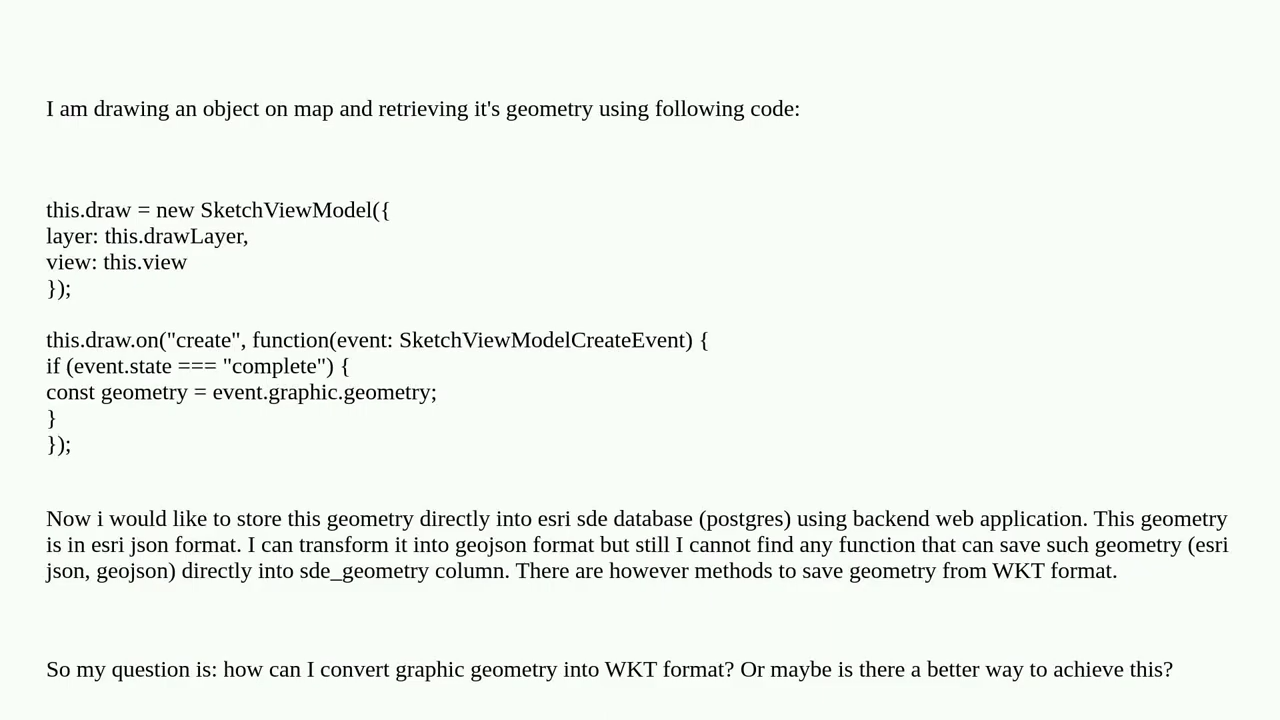 I am drawing an object on map and retrieving it's geometry using following code:
this.draw = new SketchViewModel({
layer: this.drawLayer,
view: this.view
});
this.draw.on("create", function(event: SketchViewModelCreateEvent) {
if (event.state === "complete") {
const geometry = event.graphic.geometry;
}
});
Now i would like to store this geometry directly into esri sde database (postgres) using backend web application. This geometry
is in esri json format. I can transform it into geojson format but still I cannot find any function that can save such geometry (esri
json, geojson) directly into sde_geometry column. There are however methods to save geometry from WKT format.
So my question is: how can I convert graphic geometry into WKT format? Or maybe is there a better way to achieve this?